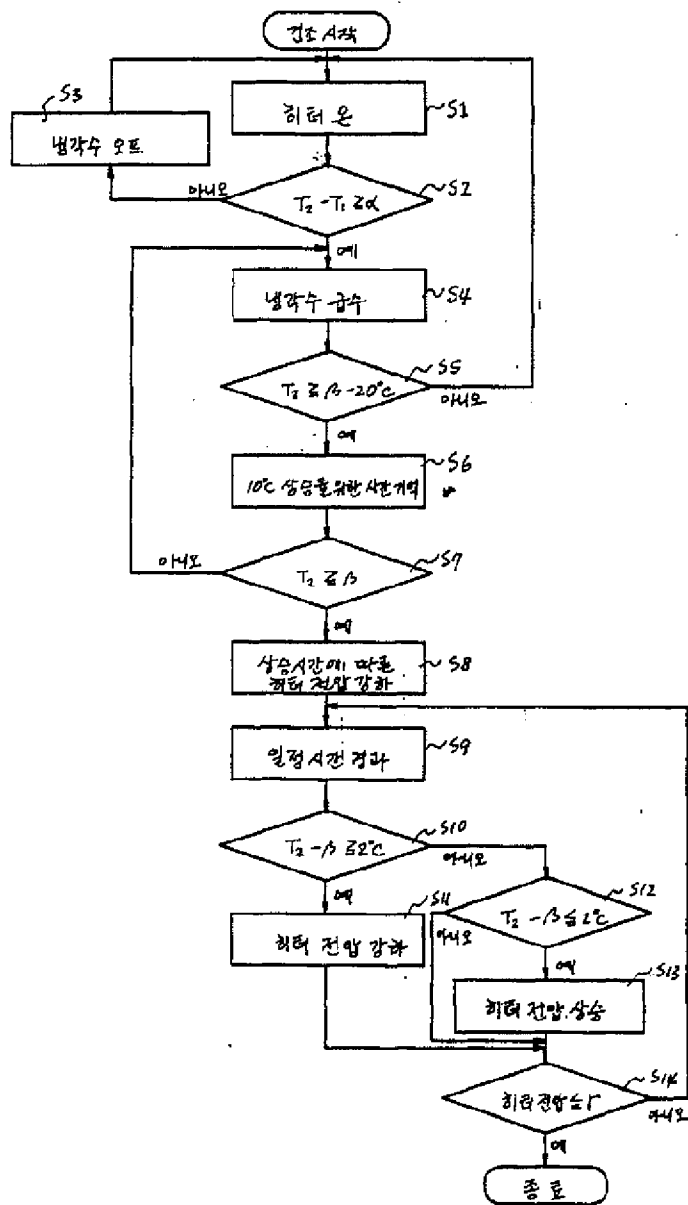 건조 시작
S3
냉각수 오프
히터 온
S1
아니오
T₂ - T₁ ≧ α
S2
예
냉각수 급수
S4
T₂ ≧ β - 20°C
S5
아니오
예
10°C 상승을 위한 시간 기억
S6
아니오
T₂ ≧ β
S7
예
상승시간에 따른
히터 전압 강하
S8
일정시간 경과
S9
T₂ - β ≧ 2°C
S10
아니오
예
S11
히터 전압 강하
T₂ - β ≦ 2°C
S12
아니오
예
S13
히터 전압 상승
히터 전압 ≦ r
S14
아니오
예
종료